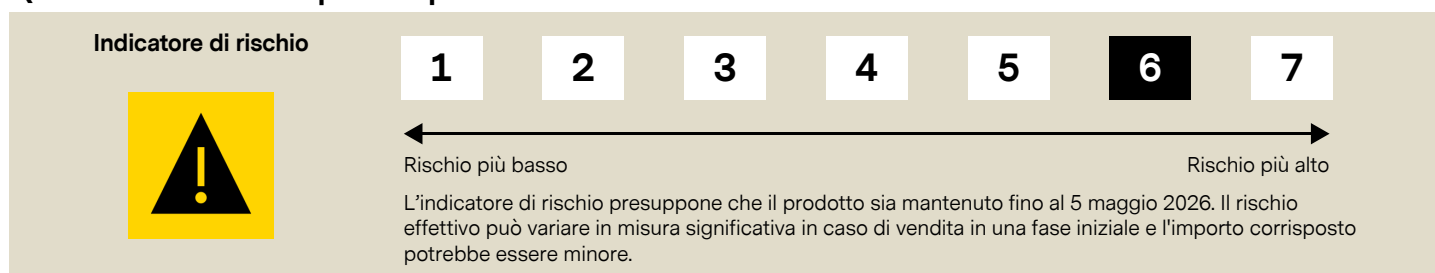 Indicatore di rischio
1 2 3 4 5 6 7
Rischio più basso Rischio più alto
L'indicatore di rischio presuppone che il prodotto sia mantenuto fino al 5 maggio 2026. Il rischio
effettivo può variare in misura significativa in caso di vendita in una fase iniziale e l'importo corrisposto
potrebbe essere minore.